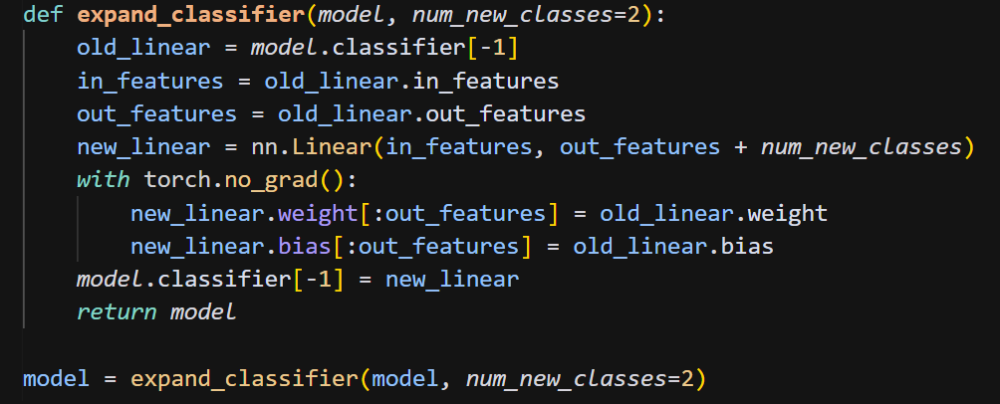 def expand_classifier(model, num_new_classes=2):
    old_linear = model.classifier[-1]
    in_features = old_linear.in_features
    out_features = old_linear.out_features
    new_linear = nn.Linear(in_features, out_features + num_new_classes)
    with torch.no_grad():
        new_linear.weight[:out_features] = old_linear.weight
        new_linear.bias[:out_features] = old_linear.bias
    model.classifier[-1] = new_linear
    return model

model = expand_classifier(model, num_new_classes=2)